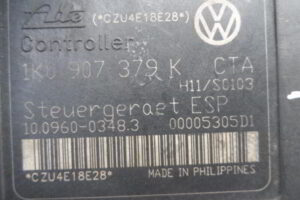 Ate (*CZU4E18E28*)
Controller
1K0 907 379 K CTA
H11/SC103
Steuergeraet ESP
10.0960-0348.3 00005305D1
*CZU4E18E28* MADE IN PHILIPPINES